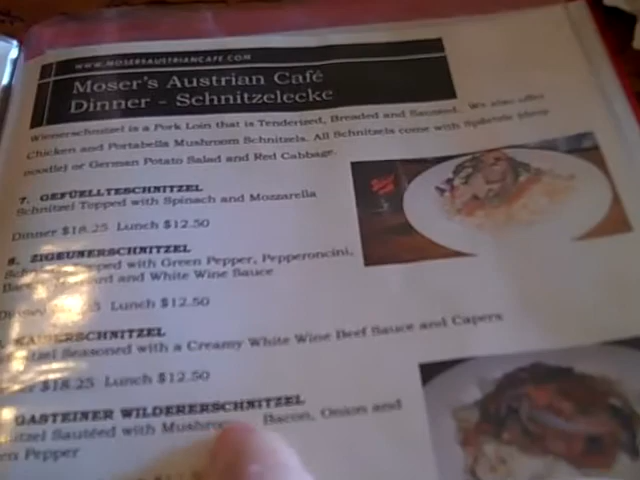 WWW.MOSERSAUSTRIANCAFE.COM
Moser's Austrian Café
Dinner - Schnitzelecke
Wienerschnitzel is a Pork Loin that is Tenderized, Breaded and Sauteed. We also offer
Chicken and Portabella Mushroom Schnitzels. All Schnitzels come with Spätzle (tiny
noodle) or German Potato Salad and Red Cabbage.
7. GEFUELLTESCHNITZEL
Schnitzel Topped with Spinach and Mozzarella
Dinner $18.25 Lunch $12.50
8. ZIGEUNERSCHNITZEL
with Green Pepper, Pepperoncini,
and White Wine Sauce
Lunch $12.50
Seasoned with a Creamy White Wine Beef Sauce and Capers
$18.25 Lunch $12.50
GASTEINER WILDERERSCHNITZEL
Sautéed with Bacon, Onion and
Pepper